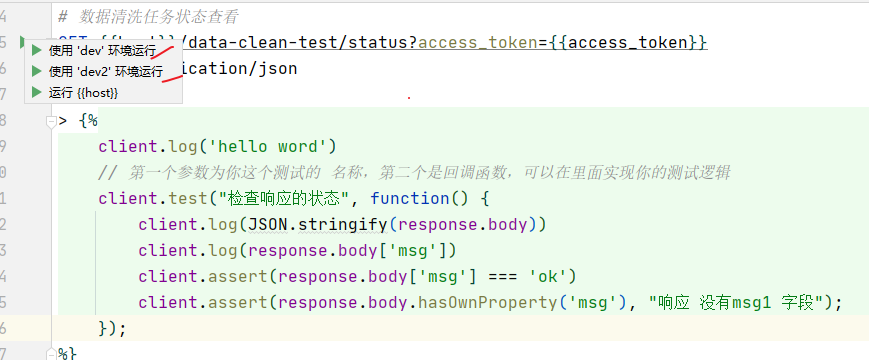 4 # 数据清洗任务状态查看
5 /data-clean-test/status?access_token={{access_token}}
使用 'dev' 环境运行
6 ication/json
使用 'dev2' 环境运行
7
运行 {{host}}
8 > {%
9 client.log('hello word')
0 // 第一个参数为你这个测试的 名称，第二个是回调函数，可以在里面实现你的测试逻辑
1 client.test("检查响应的状态", function() {
2 client.log(JSON.stringify(response.body))
3 client.log(response.body['msg'])
4 client.assert(response.body['msg'] === 'ok')
5 client.assert(response.body.hasOwnProperty('msg'), "响应 没有msg1 字段");
6 });
7 %}